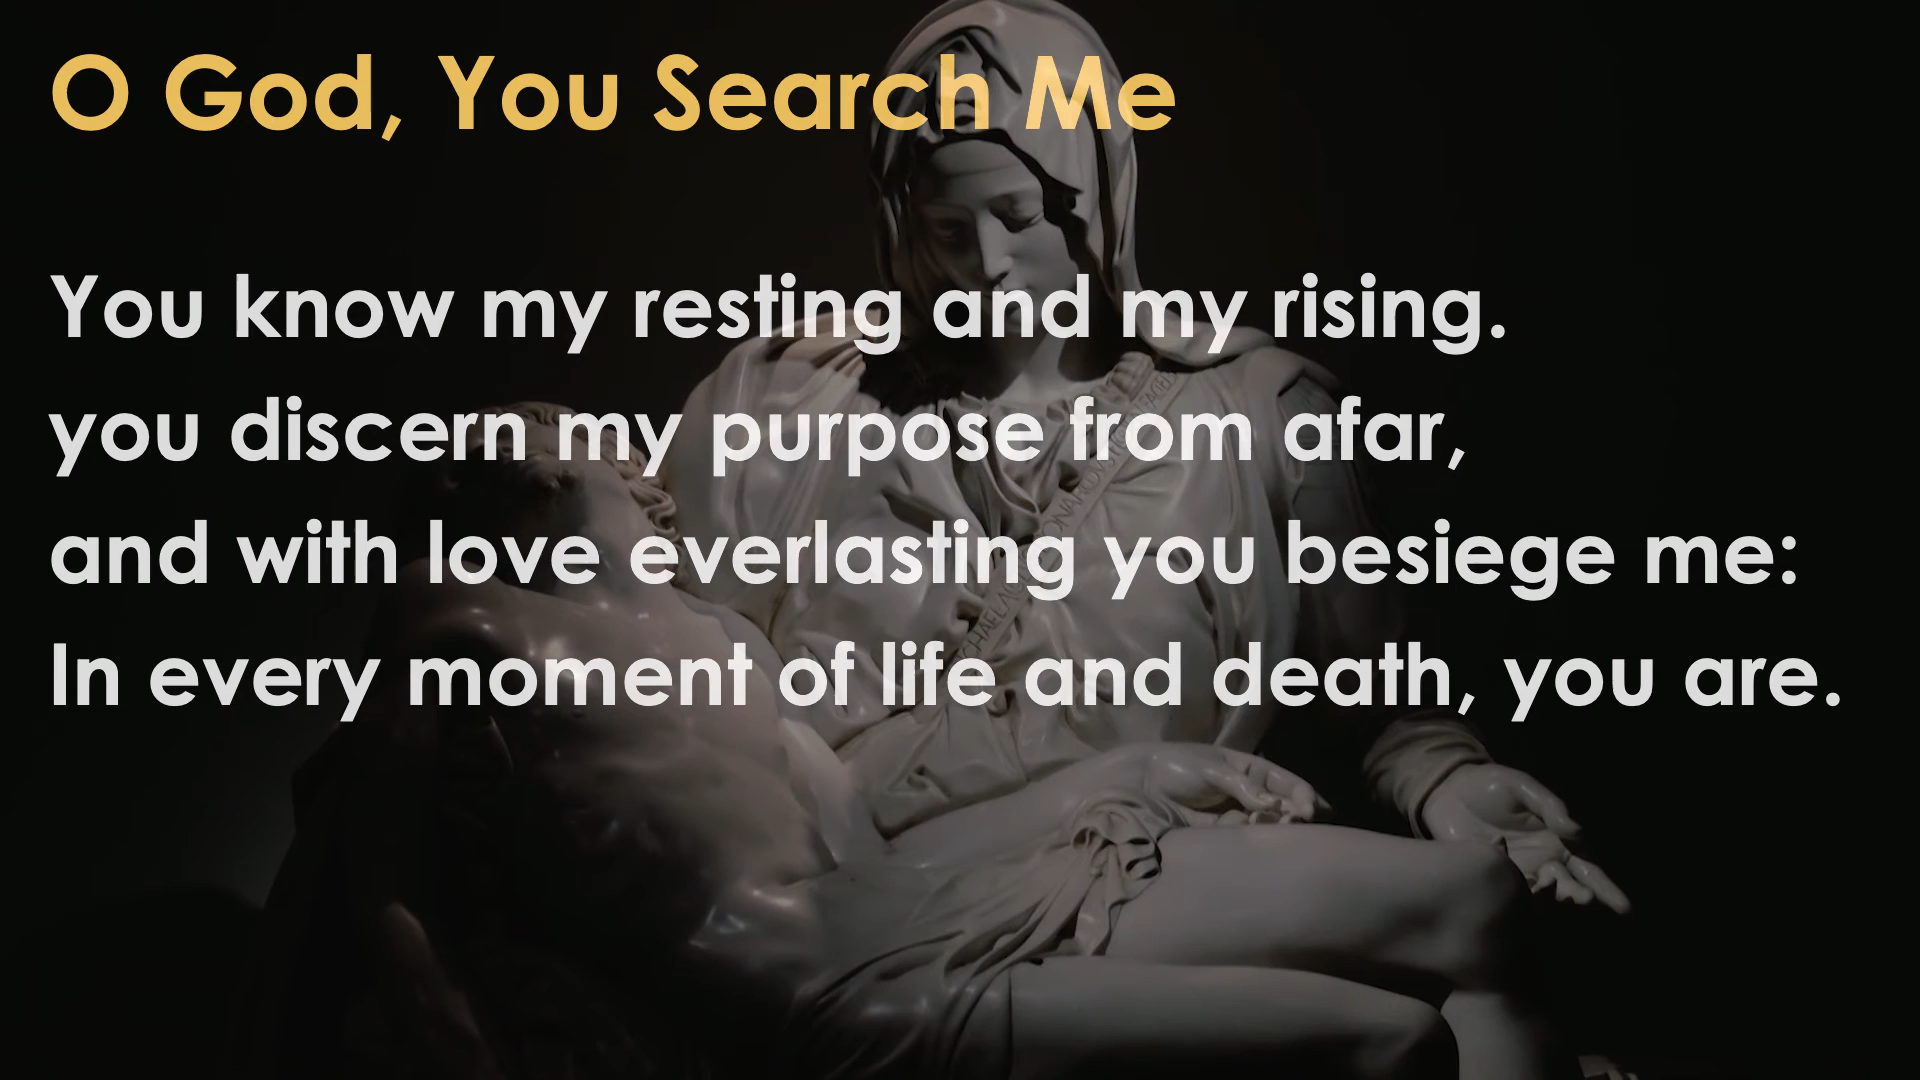 O God, You Search Me
You know my resting and my rising.
you discern my purpose from afar,
and with love everlasting you besiege me:
In every moment of life and death, you are.